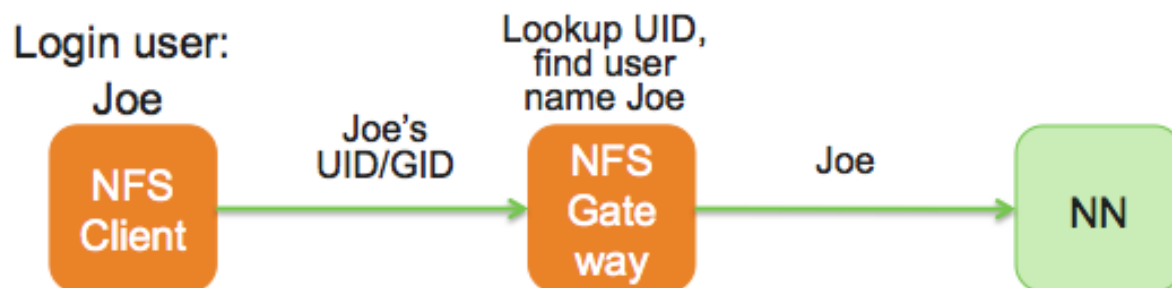 Login user:
Joe
NFS
Client
Joe's
UID/GID
Lookup UID,
find user
name Joe
NFS
Gate
way
Joe
NN